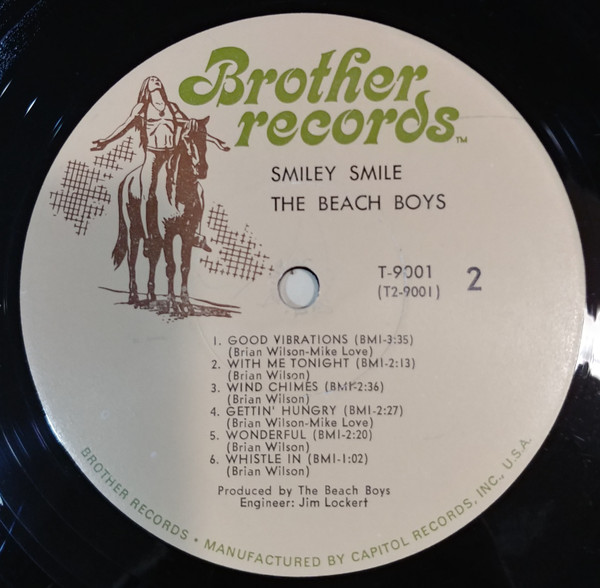 Brother
records™
SMILEY SMILE
THE BEACH BOYS
T-9001
(T2-9001)
2
1. GOOD VIBRATIONS (BMI-3:35)
(Brian Wilson-Mike Love)
2. WITH ME TONIGHT (BMI-2:13)
(Brian Wilson)
3. WIND CHIMES (BMI-2:36)
(Brian Wilson)
4. GETTIN' HUNGRY (BMI-2:27)
(Brian Wilson-Mike Love)
5. WONDERFUL (BMI-2:20)
(Brian Wilson)
6. WHISTLE IN (BMI-1:02)
(Brian Wilson)
Produced by The Beach Boys
Engineer: Jim Lockert
BROTHER RECORDS • MANUFACTURED BY CAPITOL RECORDS, INC., U.S.A.